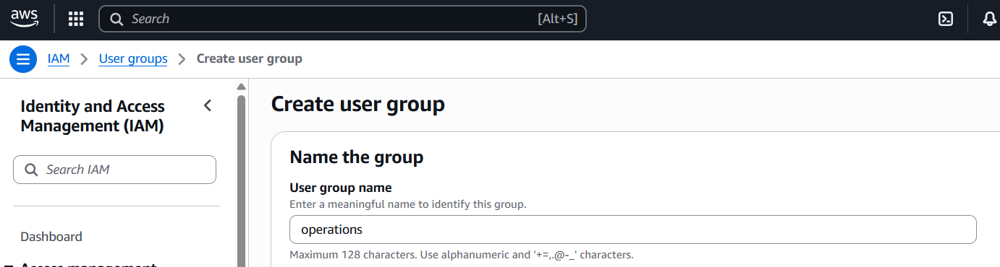 aws
Search [Alt+S]
IAM User groups Create user group
Identity and Access
Management (IAM)
Search IAM
Dashboard
Access management
Create user group
Name the group
User group name
Enter a meaningful name to identify this group.
operations
Maximum 128 characters. Use alphanumeric and '+=,.@-_' characters.